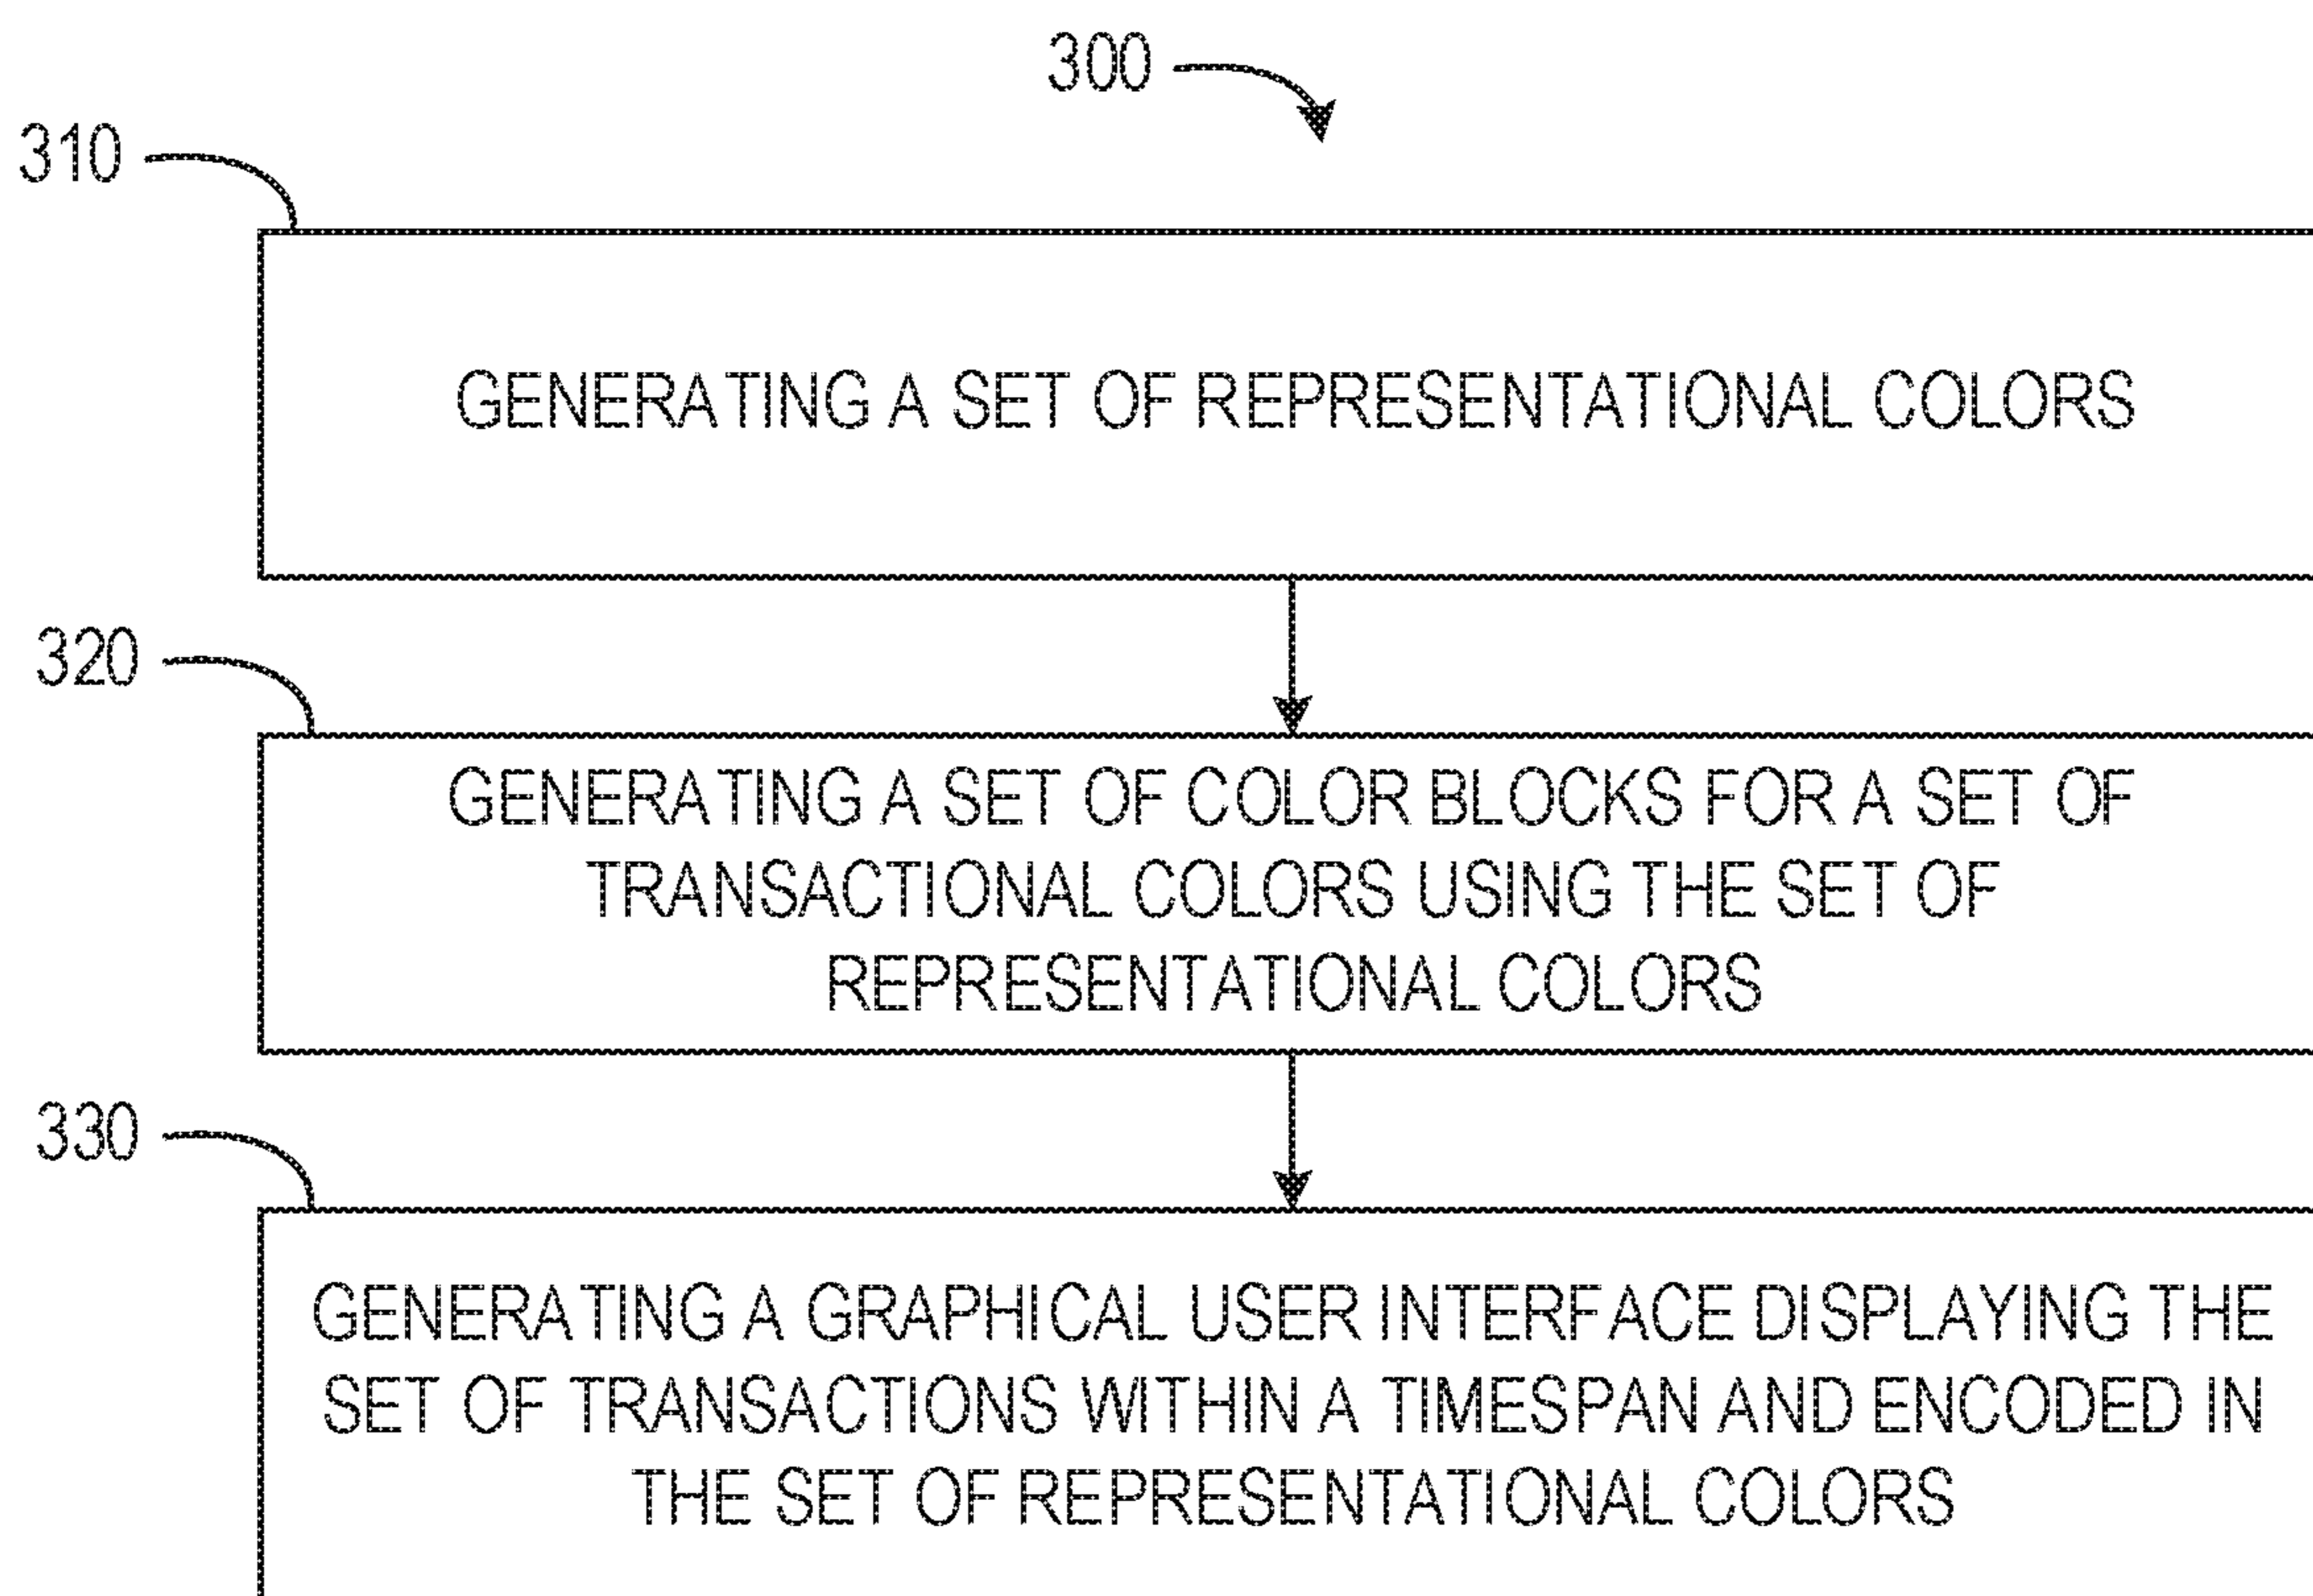 300
310
GENERATING A SET OF REPRESENTATIONAL COLORS
320
GENERATING A SET OF COLOR BLOCKS FOR A SET OF
TRANSACTIONAL COLORS USING THE SET OF
REPRESENTATIONAL COLORS
330
GENERATING A GRAPHICAL USER INTERFACE DISPLAYING THE
SET OF TRANSACTIONS WITHIN A TIMESPAN AND ENCODED IN
THE SET OF REPRESENTATIONAL COLORS